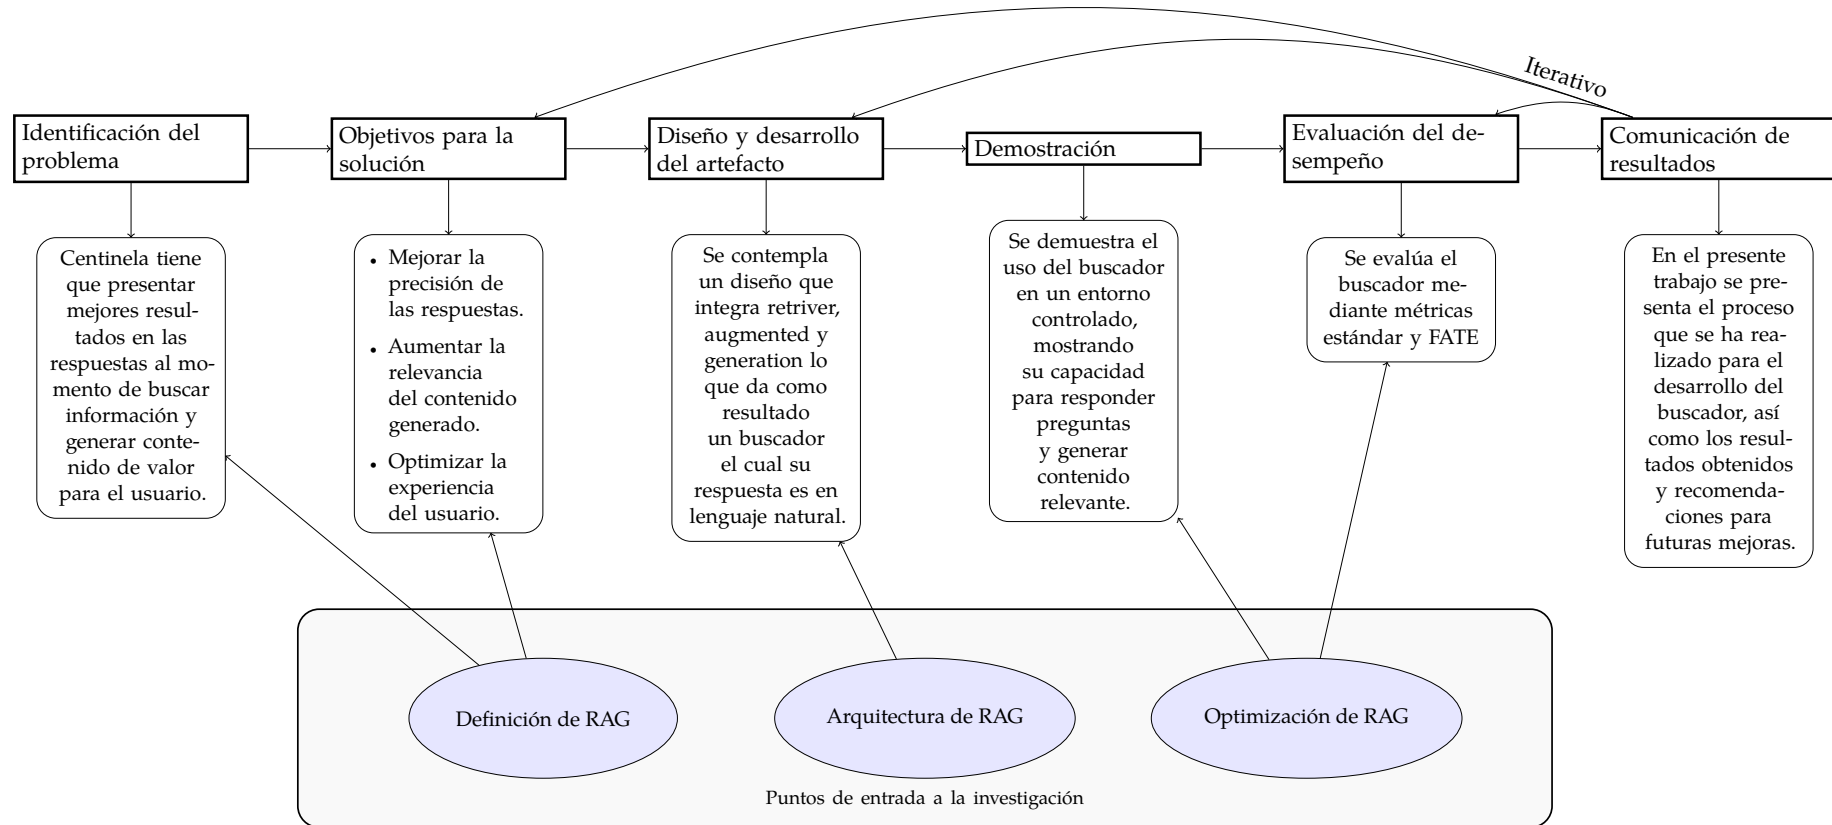 Iterativo
Identificación del
problema
Objetivos para la
solución
Diseño y desarrollo
del artefacto
Demostración
Evaluación del de-
sempeño
Comunicación de
resultados
Centinela tiene
que presentar
mejores resul-
tados en las
respuestas al mo-
mento de buscar
información y
generar conte-
nido de valor
para el usuario.
• Mejorar la
precisión de
las respuestas.
• Aumentar la
relevancia
del contenido
generado.
• Optimizar la
experiencia
del usuario.
Se contempla
un diseño que
integra retriver,
augmented y
generation lo
que da como
resultado
un buscador
el cual su
respuesta es en
lenguaje natural.
Se demuestra el
uso del buscador
en un entorno
controlado,
mostrando
su capacidad
para responder
preguntas
y generar
contenido
relevante.
Se evalúa el
buscador me-
diante métricas
estándar y FATE
En el presente
trabajo se pre-
senta el proceso
que se ha rea-
lizado para el
desarrollo del
buscador, así
como los resul-
tados obtenidos
y recomenda-
ciones para
futuras mejoras.
Definición de RAG
Arquitectura de RAG
Optimización de RAG
Puntos de entrada a la investigación